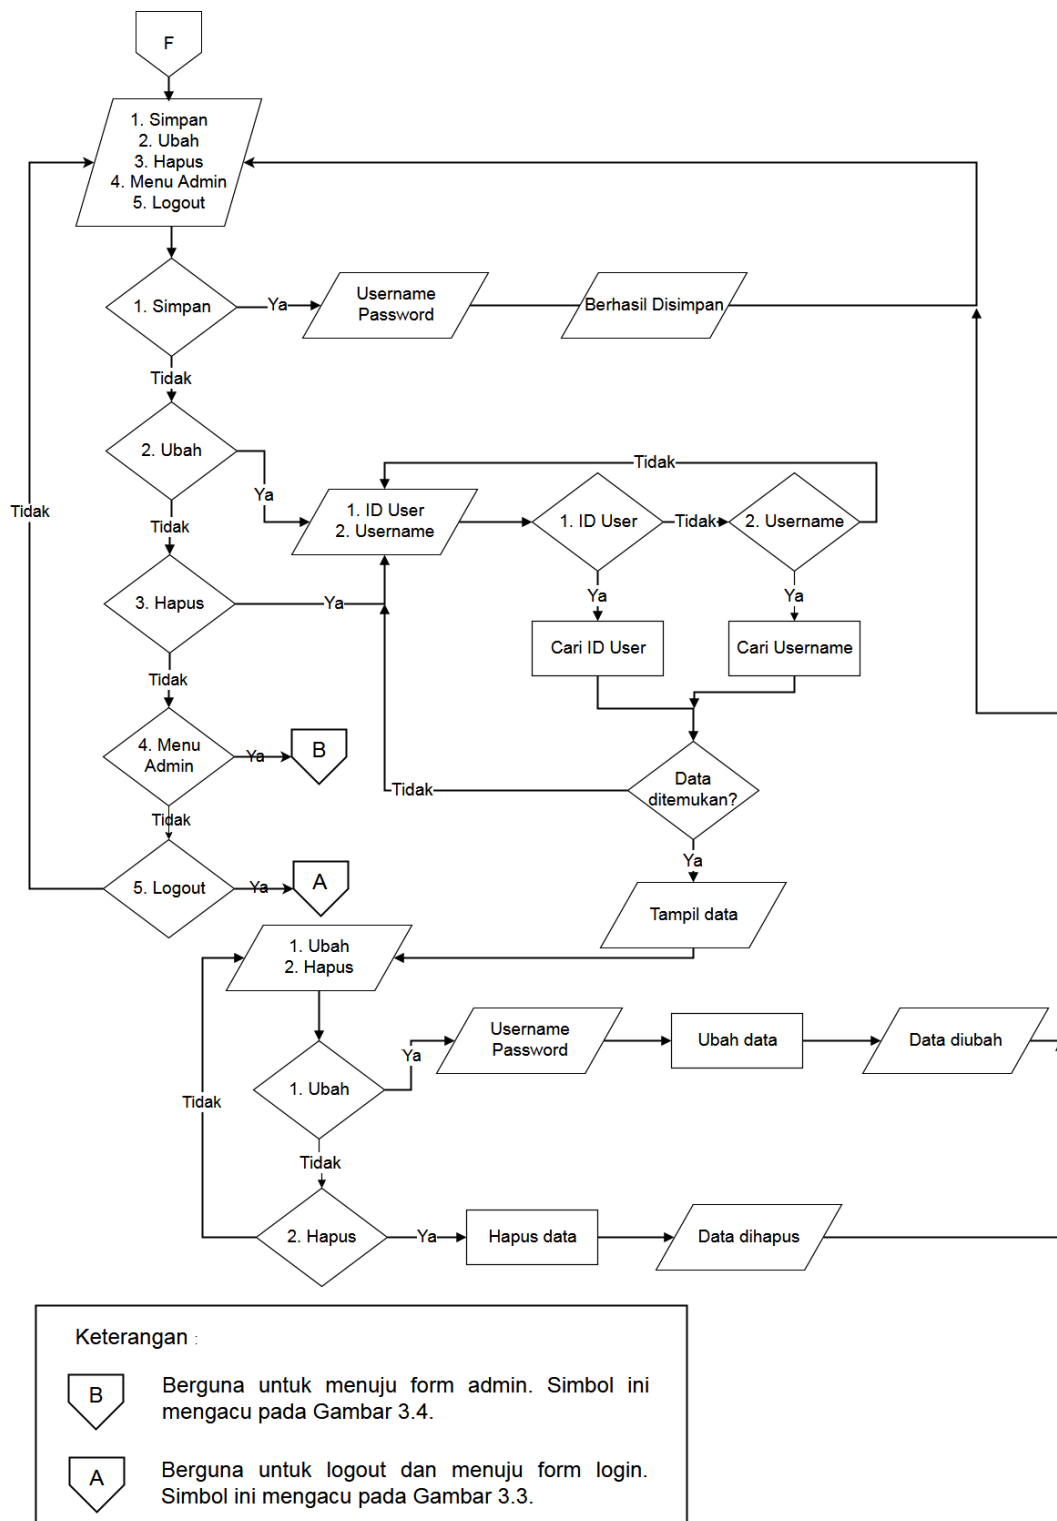 F
1. Simpan
2. Ubah
3. Hapus
4. Menu Admin
5. Logout
1. Simpan
Ya
Username
Password
Berhasil Disimpan
Tidak
2. Ubah
Ya
Tidak
1. ID User
2. Username
1. ID User
Tidak
2. Username
Tidak
Tidak
3. Hapus
Ya
Ya
Ya
Cari ID User
Cari Username
Tidak
4. Menu
Admin
Ya
B
Tidak
Data
ditemukan?
Tidak
Ya
5. Logout
Ya
A
Tampil data
1. Ubah
2. Hapus
1. Ubah
Ya
Username
Password
Ubah data
Data diubah
Tidak
Tidak
2. Hapus
Ya
Hapus data
Data dihapus
Keterangan :
B
Berguna untuk menuju form admin. Simbol ini
mengacu pada Gambar 3.4.
A
Berguna untuk logout dan menuju form login.
Simbol ini mengacu pada Gambar 3.3.